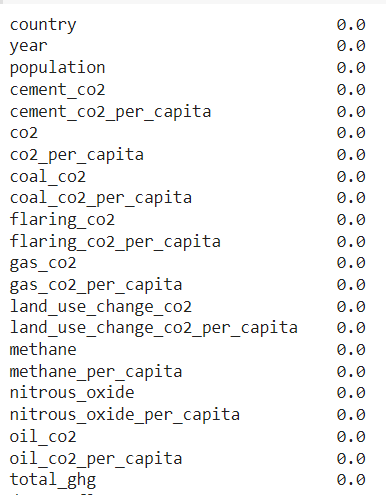 country 0.0
year 0.0
population 0.0
cement_co2 0.0
cement_co2_per_capita 0.0
co2 0.0
co2_per_capita 0.0
coal_co2 0.0
coal_co2_per_capita 0.0
flaring_co2 0.0
flaring_co2_per_capita 0.0
gas_co2 0.0
gas_co2_per_capita 0.0
land_use_change_co2 0.0
land_use_change_co2_per_capita 0.0
methane 0.0
methane_per_capita 0.0
nitrous_oxide 0.0
nitrous_oxide_per_capita 0.0
oil_co2 0.0
oil_co2_per_capita 0.0
total_ghg 0.0